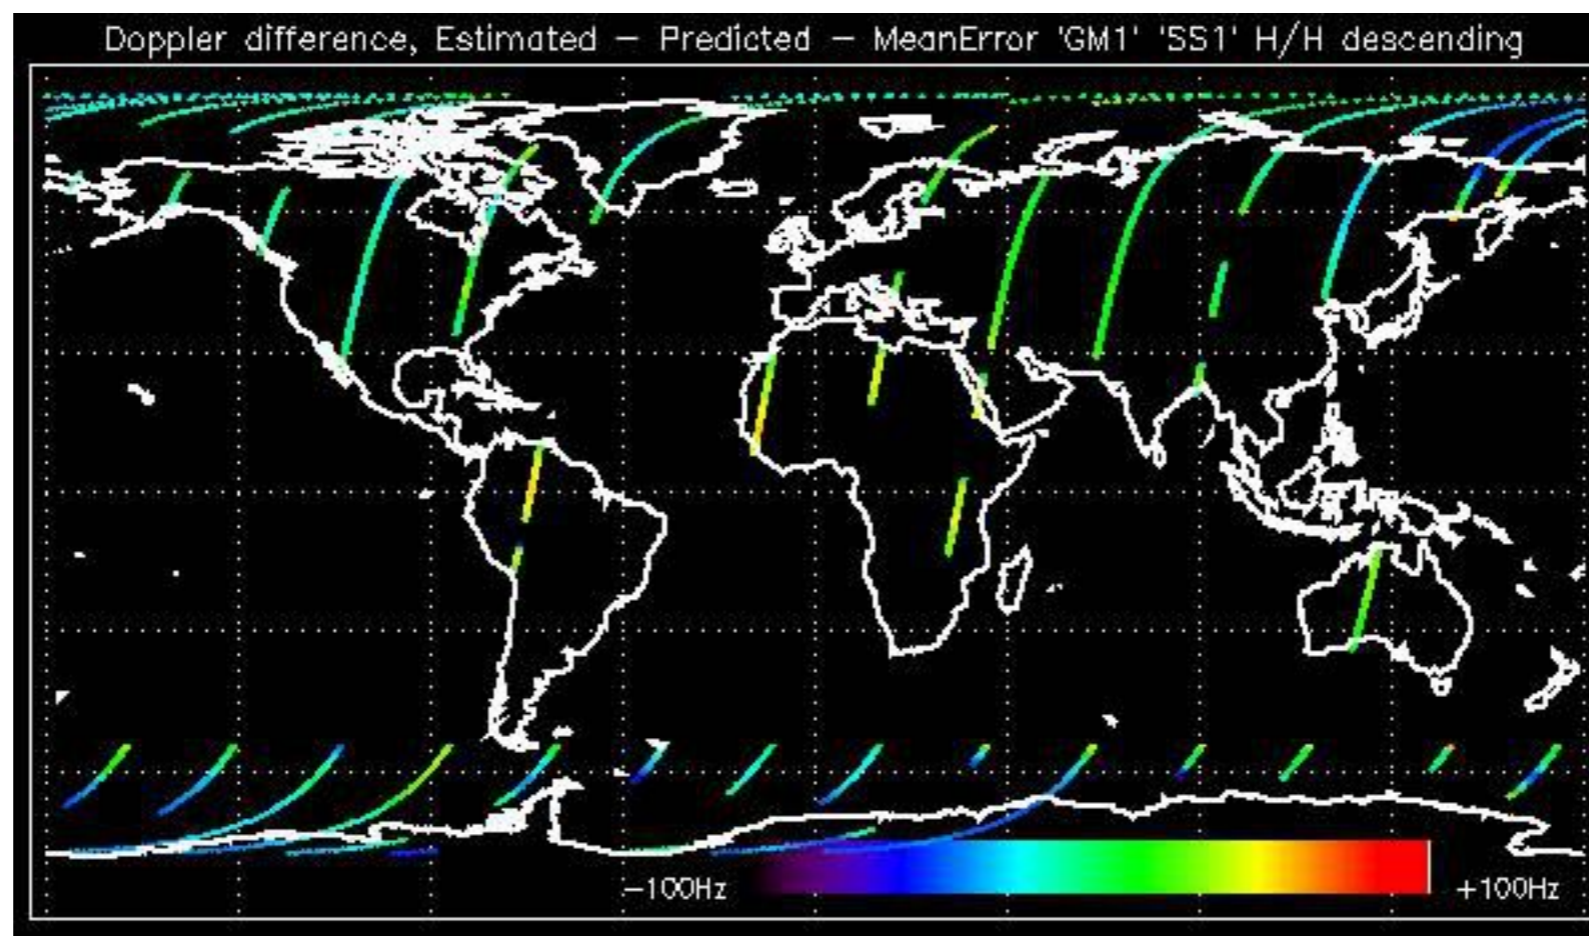 Doppler difference, Estimated - Predicted - MeanError 'GM1' 'SS1' H/H descending
-100Hz +100Hz